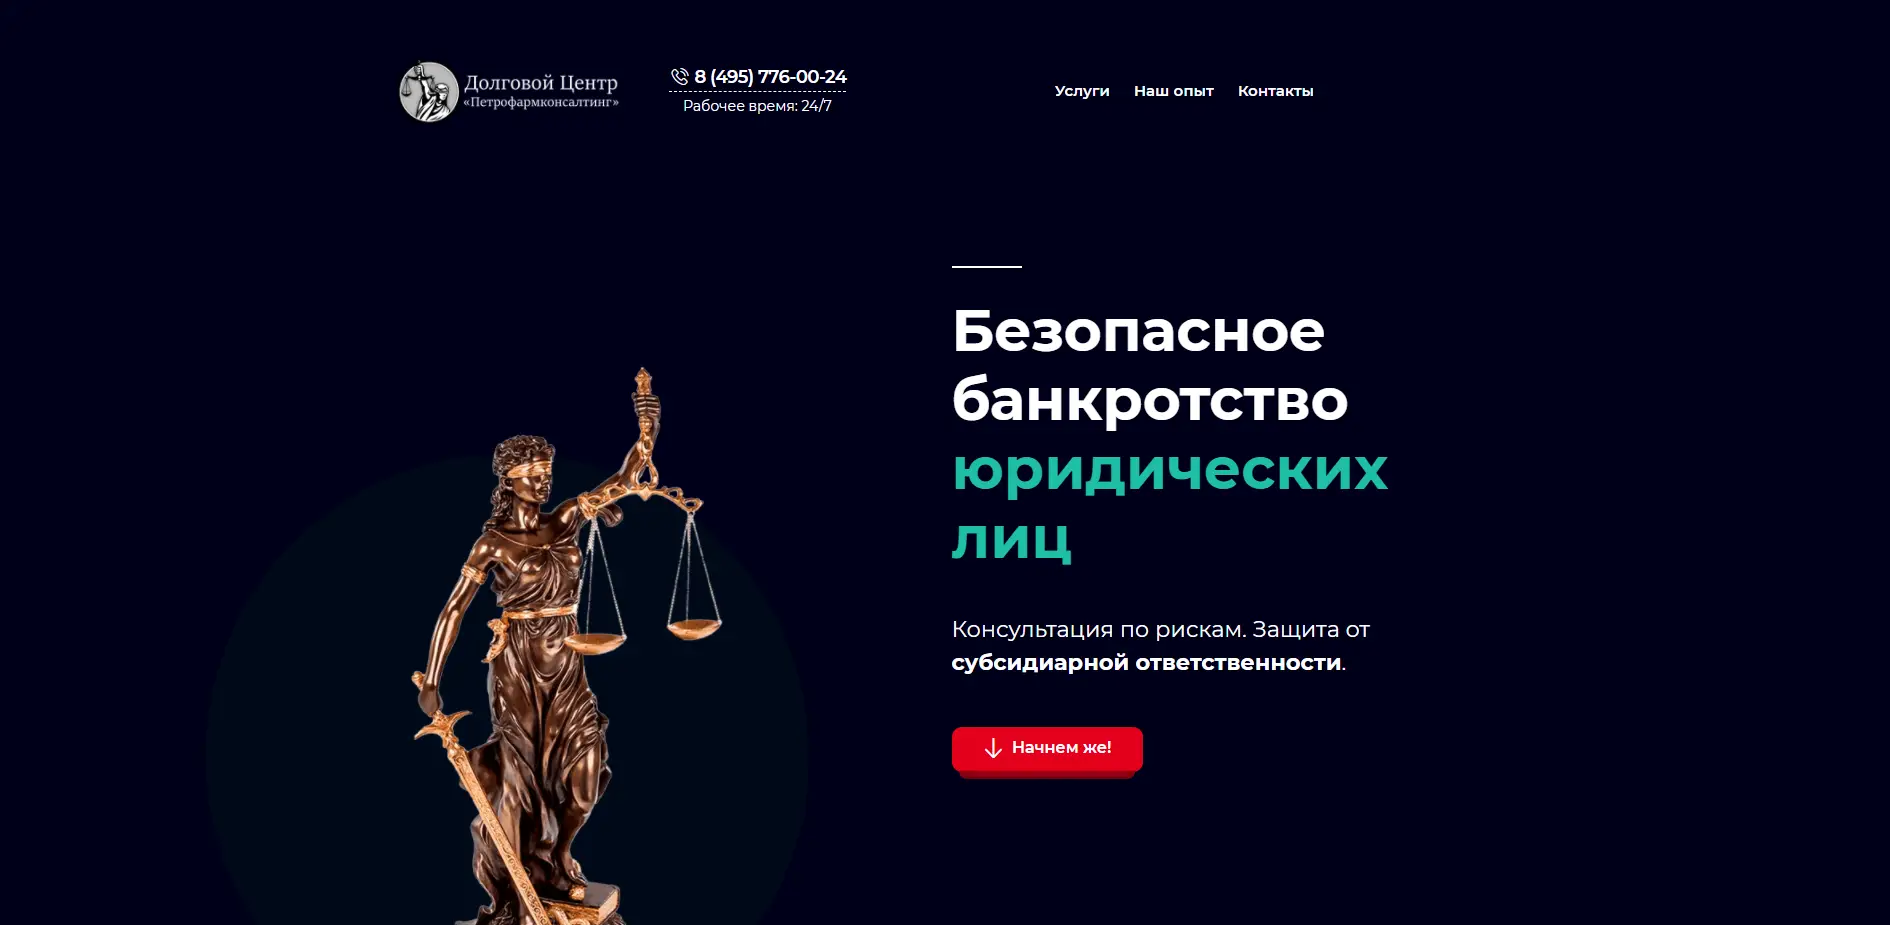 Долговой Центр
«Петрофармконсалтинг»
8 (495) 776-00-24
Рабочее время: 24/7
Услуги Наш опыт Контакты
Безопасное
банкротство
юридических
лиц
Консультация по рискам. Защита от
субсидиарной ответственности.
Начнем же!